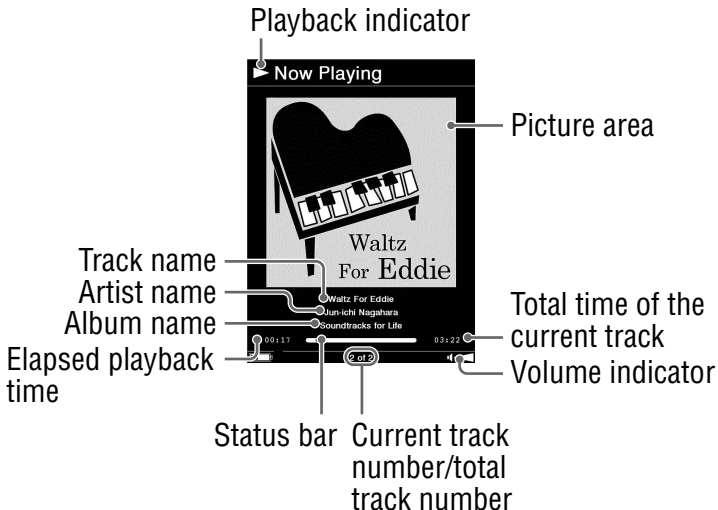 Playback indicator
Now Playing
Picture area
Waltz
For Eddie
Track name
Waltz For Eddie
Artist name
Jun-ichi Nagahara
Album name
Soundtracks for Life
Elapsed playback
time
00:17
03:22
Total time of the
current track
2 of 2
Volume indicator
Status bar
Current track
number/total
track number